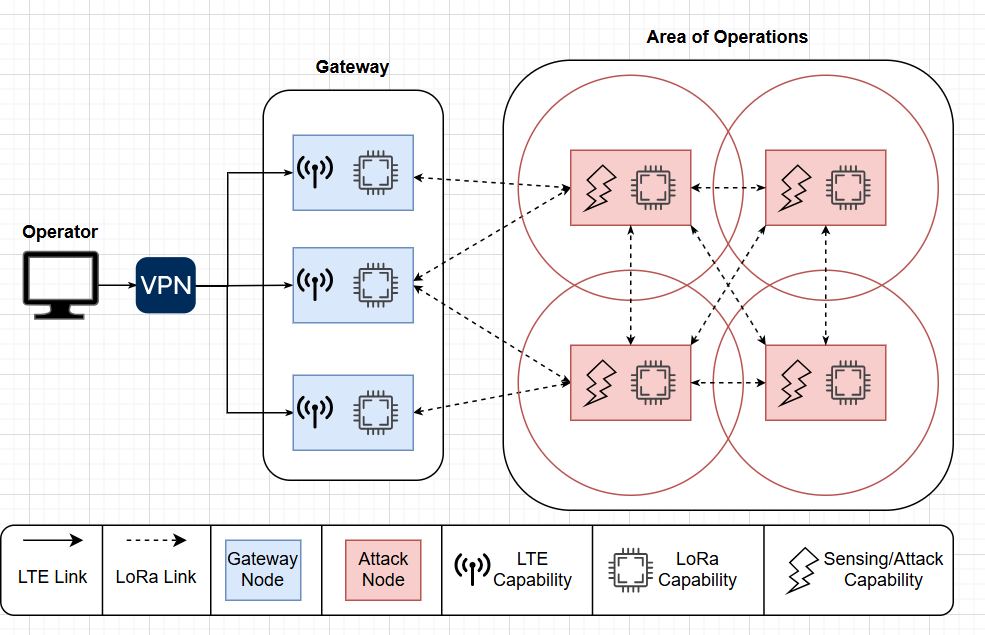 Area of Operations
Gateway
Operator
VPN
LTE Link
LoRa Link
Gateway
Node
Attack
Node
LTE
Capability
LoRa
Capability
Sensing/Attack
Capability